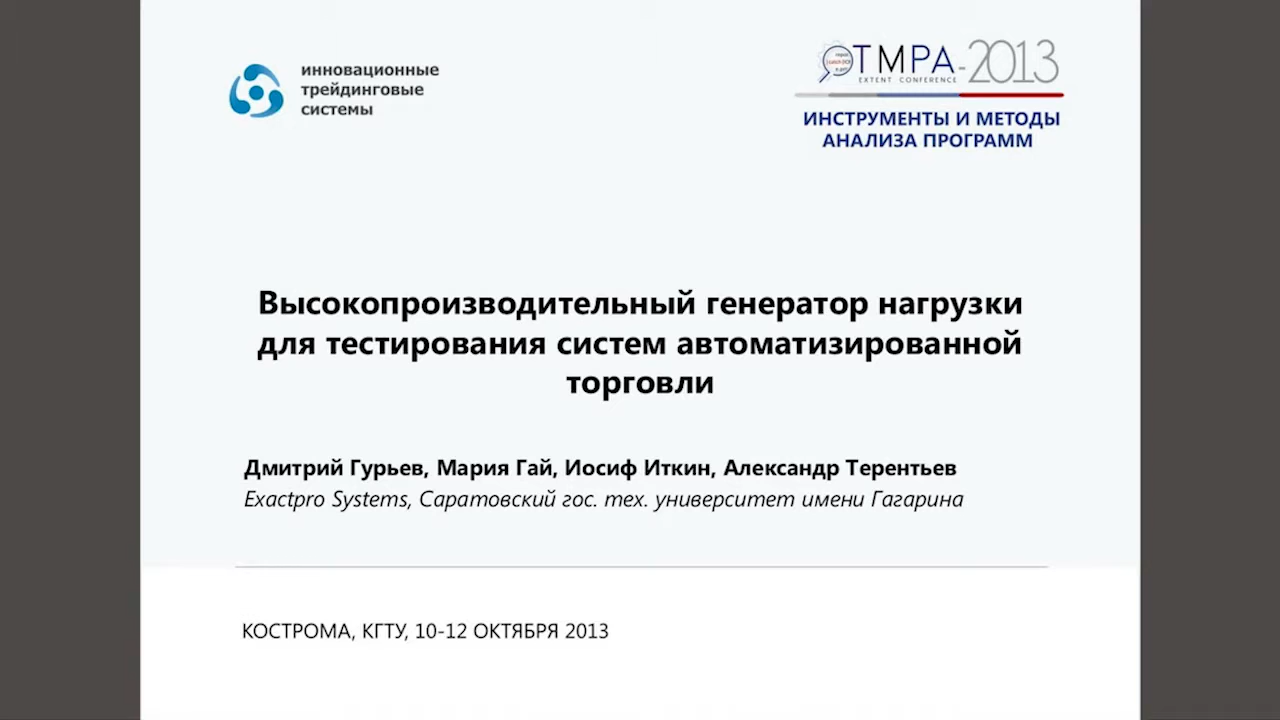 инновационные
трейдинговые
системы
TMPA-2013
EXTENT CONFERENCE
ИНСТРУМЕНТЫ И МЕТОДЫ
АНАЛИЗА ПРОГРАММ
Высокопроизводительный генератор нагрузки
для тестирования систем автоматизированной
торговли
Дмитрий Гурьев, Мария Гай, Иосиф Иткин, Александр Терентьев
Exactpro Systems, Саратовский гос. тех. университет имени Гагарина
КОСТРОМА, КГТУ, 10-12 ОКТЯБРЯ 2013